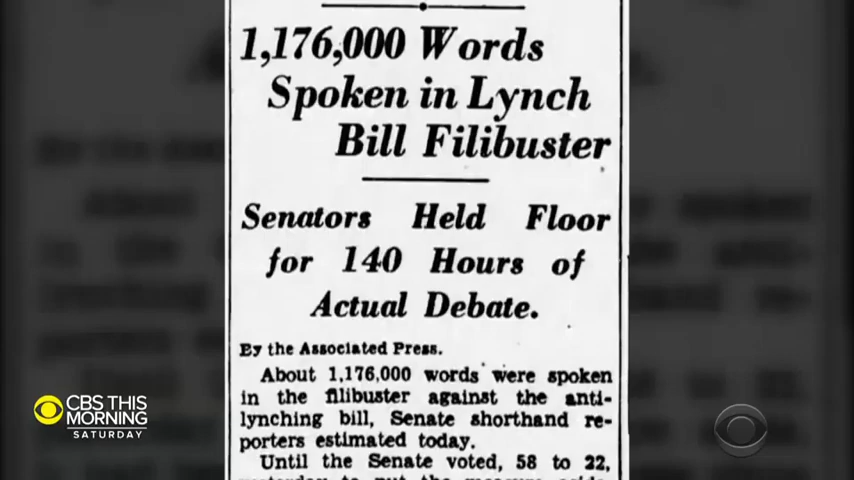 1,176,000 Words
Spoken in Lynch
Bill Filibuster
Senators Held Floor
for 140 Hours of
Actual Debate.
By the Associated Press.
About 1,176,000 words were spoken
in the filibuster against the anti-
lynching bill, Senate shorthand re-
porters estimated today.
Until the Senate voted, 58 to 22,
CBS THIS
MORNING
SATURDAY